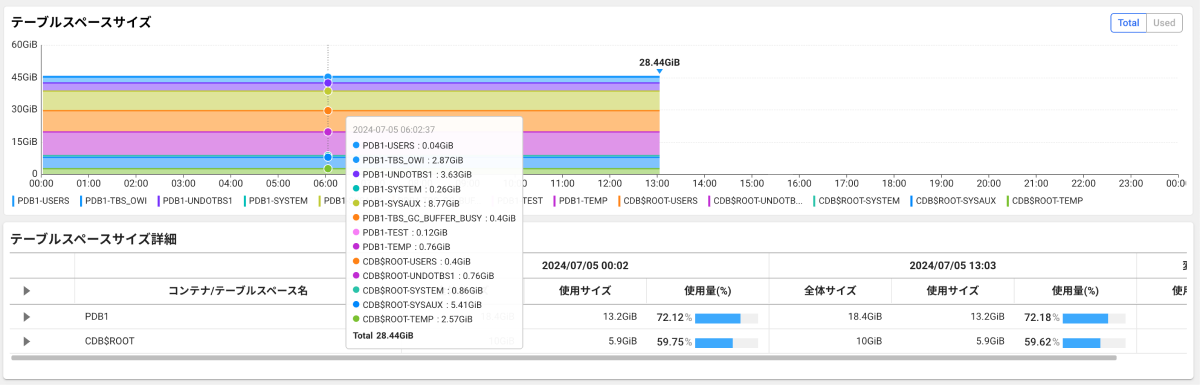 テーブルスペースサイズ
Total Used
60GiB
28.44GiB
45GiB
30GiB
15GiB
0
00:00 01:00 02:00 03:00 04:00 05:00 06:00 11:00 12:00 13:00 14:00 15:00 16:00 17:00 18:00 19:00 20:00 21:00 22:00 23:00 00:0
2024-07-05 06:02:37
PDB1-USERS : 0.04GiB
PDB1-TBS_OWI : 2.87GiB
PDB1-UNDOTBS1 : 3.63GiB
PDB1-SYSTEM : 0.26GiB
PDB1-SYSAUX : 8.77GiB
PDB1-TBS_GC_BUFFER_BUSY : 0.4GiB
PDB1-TEST : 0.12GiB
PDB1-TEMP : 0.76GiB
CDB$ROOT-USERS : 0.4GiB
CDB$ROOT-UNDOTBS1 : 0.76GiB
CDB$ROOT-SYSTEM : 0.86GiB
CDB$ROOT-SYSAUX : 5.41GiB
CDB$ROOT-TEMP : 2.57GiB
Total 28.44GiB
PDB1-USERS PDB1-TBS_OWI PDB1-UNDOTBS1 PDB1-SYSTEM PDB1 TEST PDB1-TEMP CDB$ROOT-USERS CDB$ROOT-UNDOTB... CDB$ROOT-SYSTEM CDB$ROOT-SYSAUX CDB$ROOT-TEMP
テーブルスペースサイズ詳細
2024/07/05 00:02 2024/07/05 13:03
コンテナ/テーブルスペース名 使用サイズ 使用量(%) 全体サイズ 使用サイズ 使用量(%) 使用
PDB1 13.2GiB 72.12% 18.4GiB 13.2GiB 72.18%
CDB$ROOT 5.9GiB 59.75% 10GiB 5.9GiB 59.62%